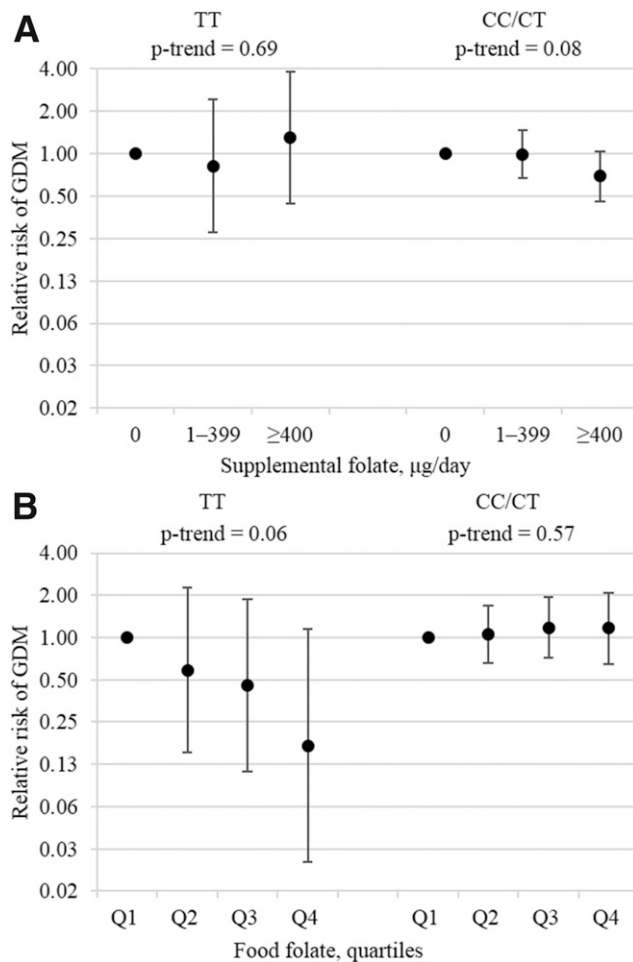 A
TT CC/CT
p-trend = 0.69 p-trend = 0.08
Relative risk of GDM
4.00
2.00
1.00
0.50
0.25
0.13
0.06
0.03
0.02
0 1–399 ≥400 0 1–399 ≥400
Supplemental folate, µg/day
B
TT CC/CT
p-trend = 0.06 p-trend = 0.57
Relative risk of GDM
4.00
2.00
1.00
0.50
0.25
0.13
0.06
0.03
0.02
Q1 Q2 Q3 Q4 Q1 Q2 Q3 Q4
Food folate, quartiles